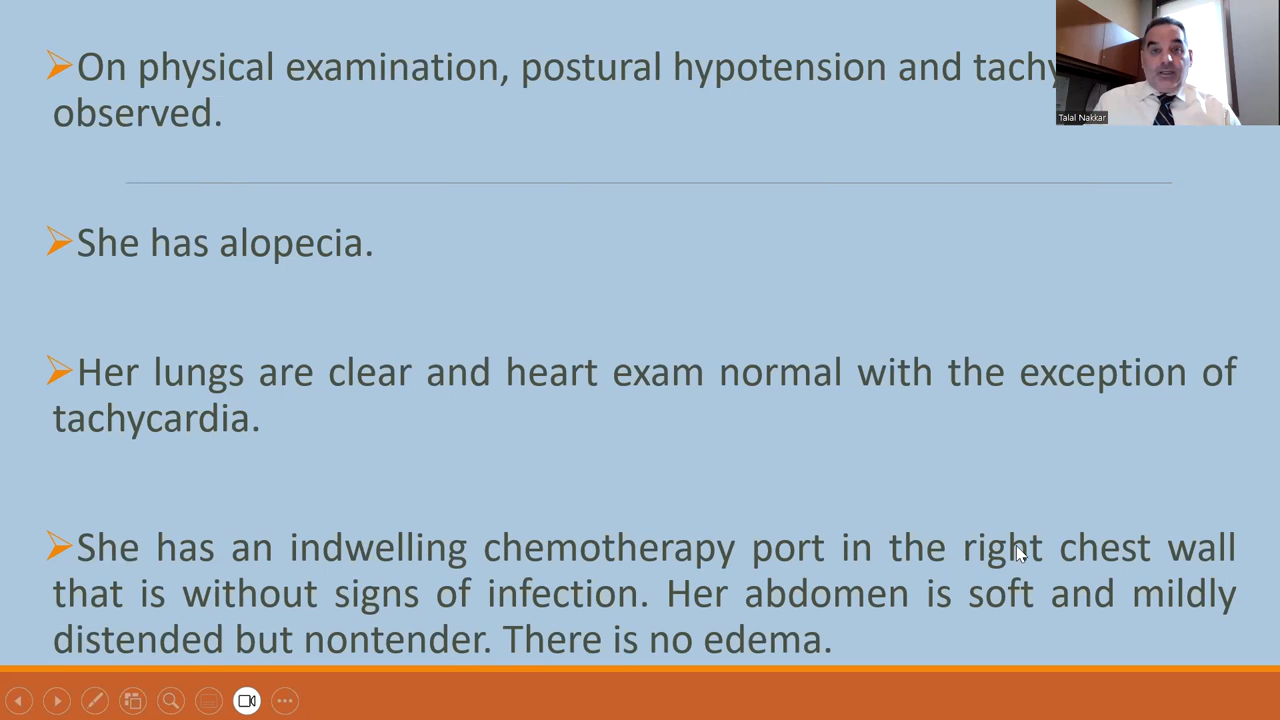 On physical examination, postural hypotension and
observed.
Talal Nakkar
She has alopecia.
Her lungs are clear and heart exam normal with the exception of
tachycardia.
She has an indwelling chemotherapy port in the right chest wall
that is without signs of infection. Her abdomen is soft and mildly
distended but nontender. There is no edema.